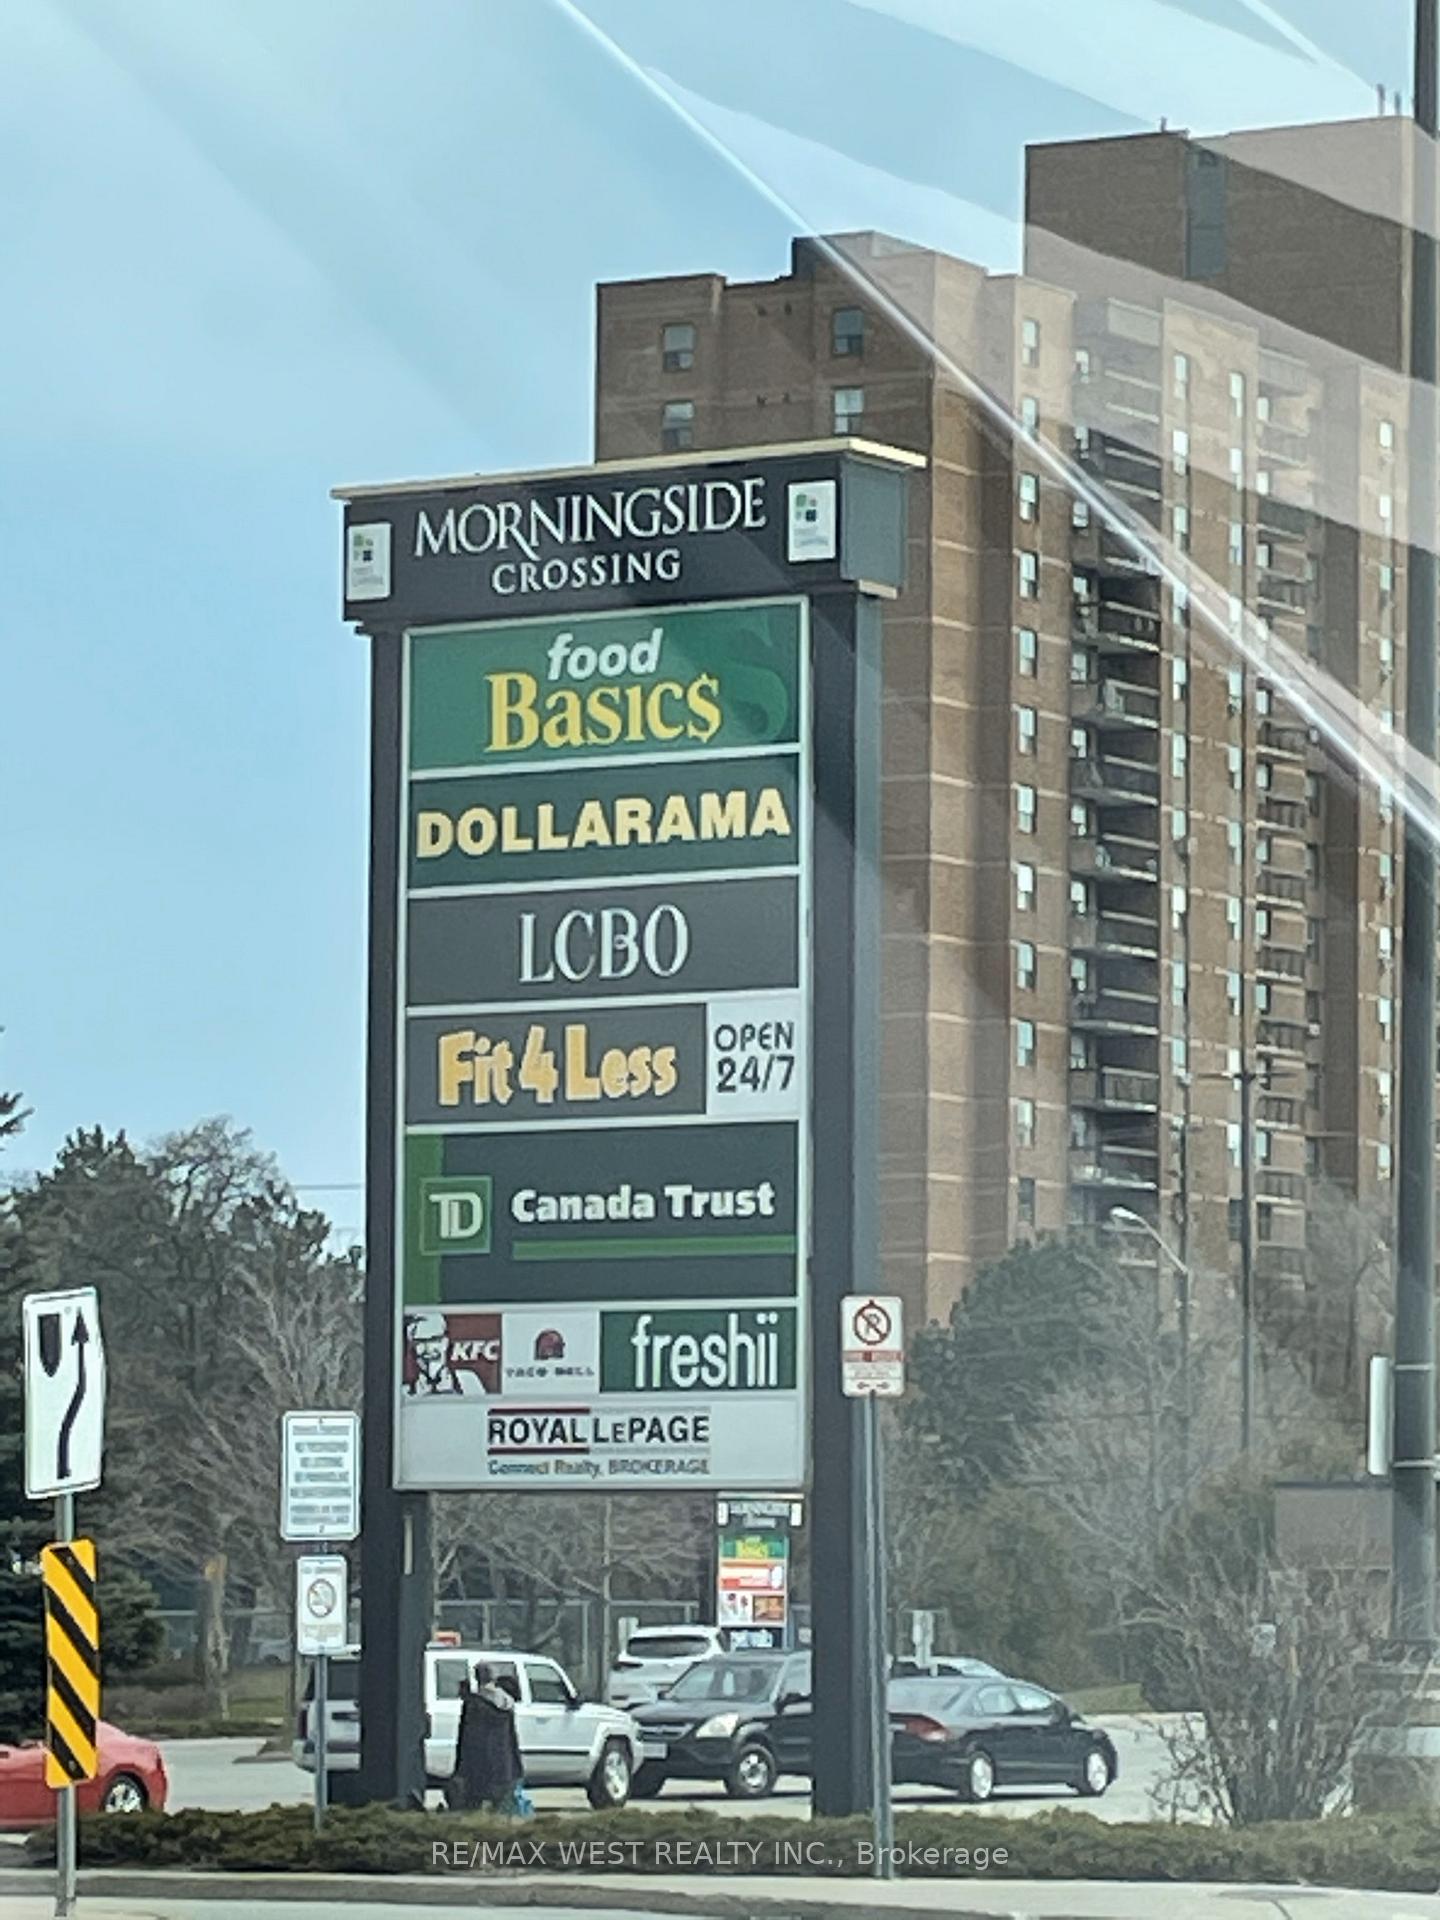 MORNINGSIDE
CROSSING
food
Basic$
DOLLARAMA
LCBO
Fit 4 Less
OPEN
24/7
TD Canada Trust
KFC
TACO BELL
freshii
ROYAL LEPAGE
Connect Realty, BROKERAGE
RE/MAX WEST REALTY INC., Brokerage